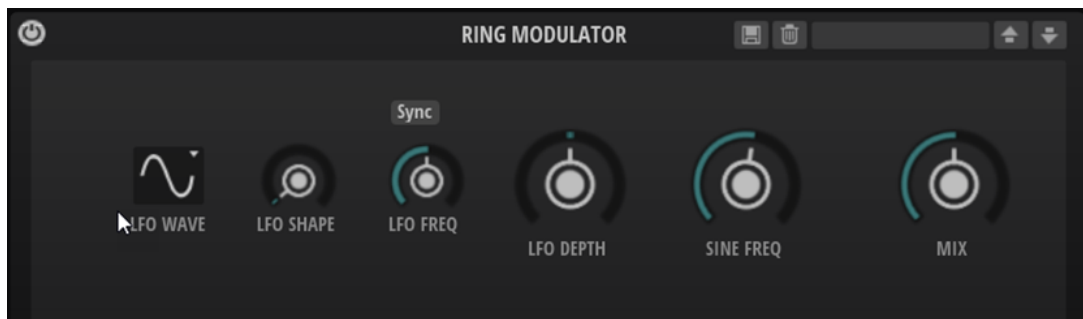 RING MODULATOR
Sync
LFO WAVE
LFO SHAPE
LFO FREQ
LFO DEPTH
SINE FREQ
MIX